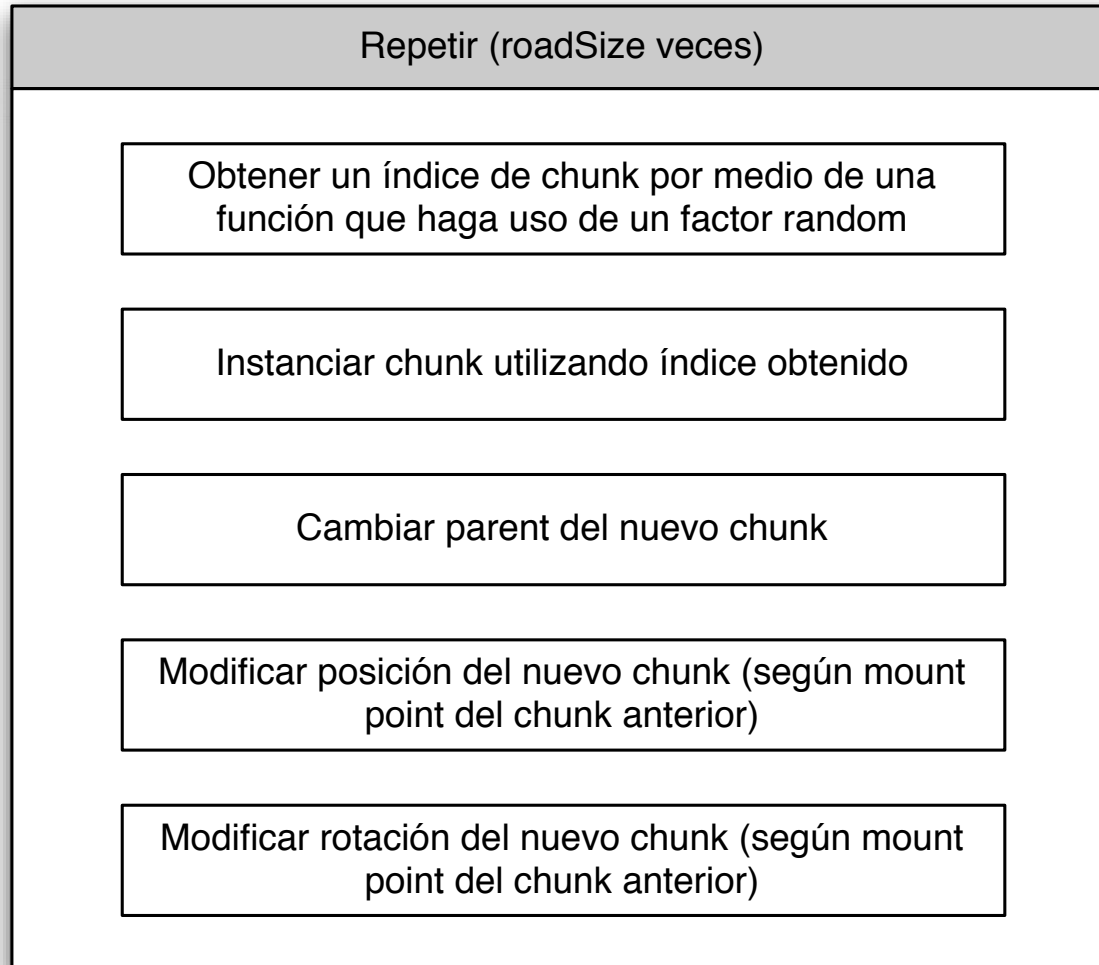 Repetir (roadSize veces)
Obtener un índice de chunk por medio de una
función que haga uso de un factor random
Instanciar chunk utilizando índice obtenido
Cambiar parent del nuevo chunk
Modificar posición del nuevo chunk (según mount
point del chunk anterior)
Modificar rotación del nuevo chunk (según mount
point del chunk anterior)